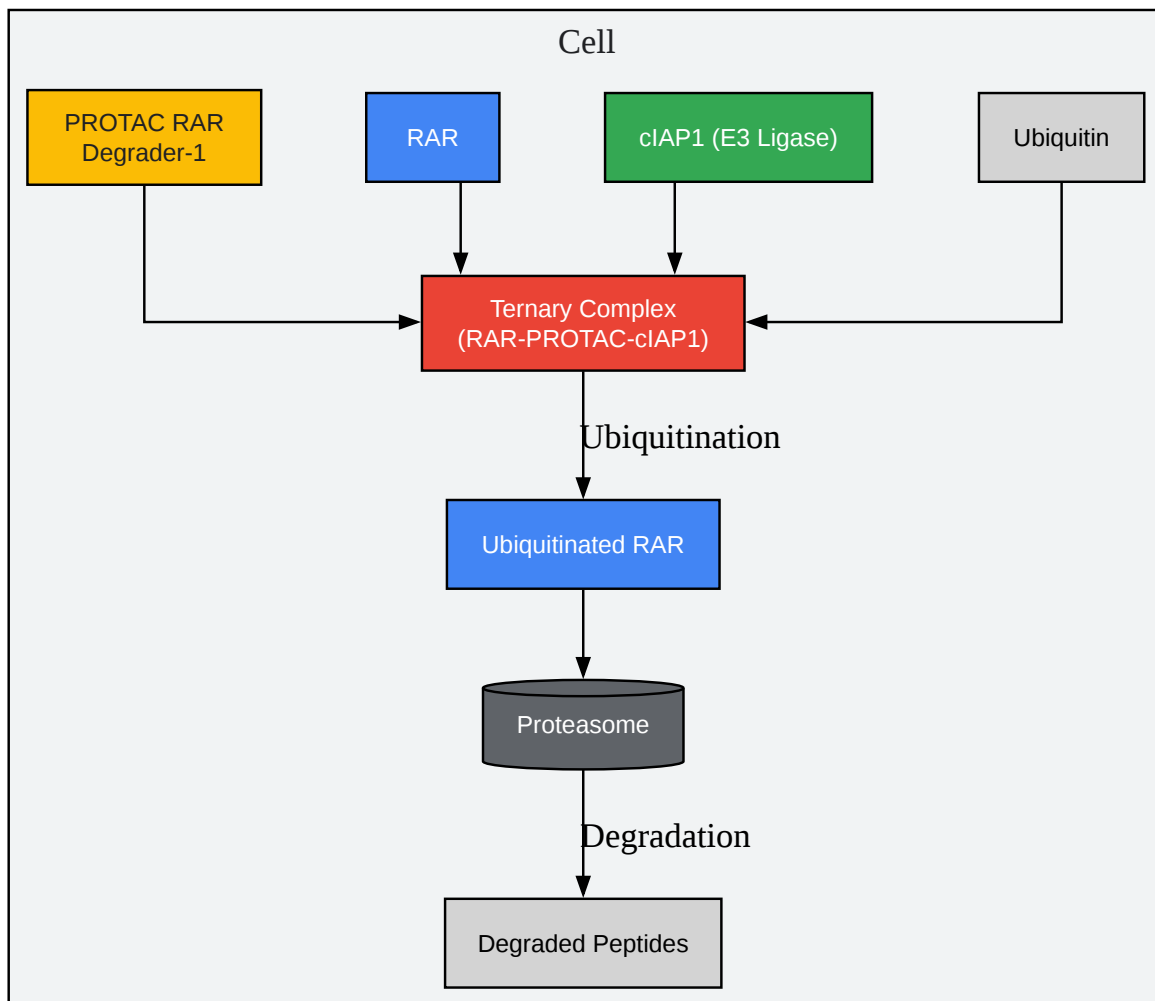 Cell
PROTAC RAR
Degrader-1
RAR
cIAP1 (E3 Ligase)
Ubiquitin
Ternary Complex
(RAR-PROTAC-cIAP1)
Ubiquitination
Ubiquitinated RAR
Proteasome
Degradation
Degraded Peptides